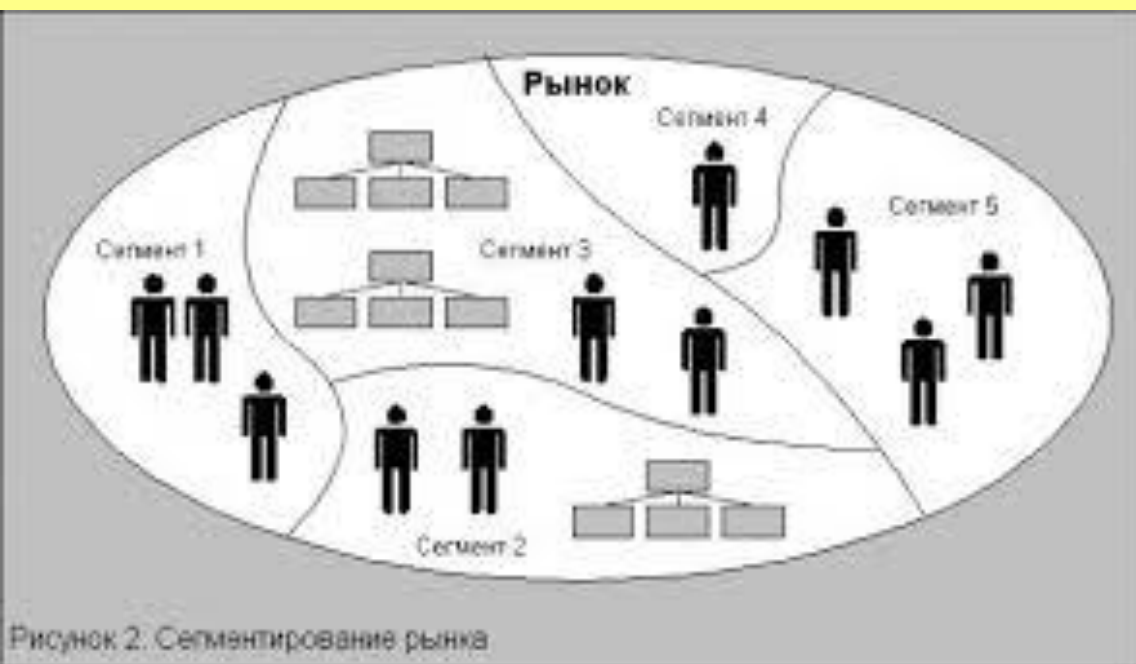 Рынок
Сегмент 4
Сегмент 5
Сегмент 1
Сегмент 3
Сегмент 2
Рисунок 2. Сегментирование рынка